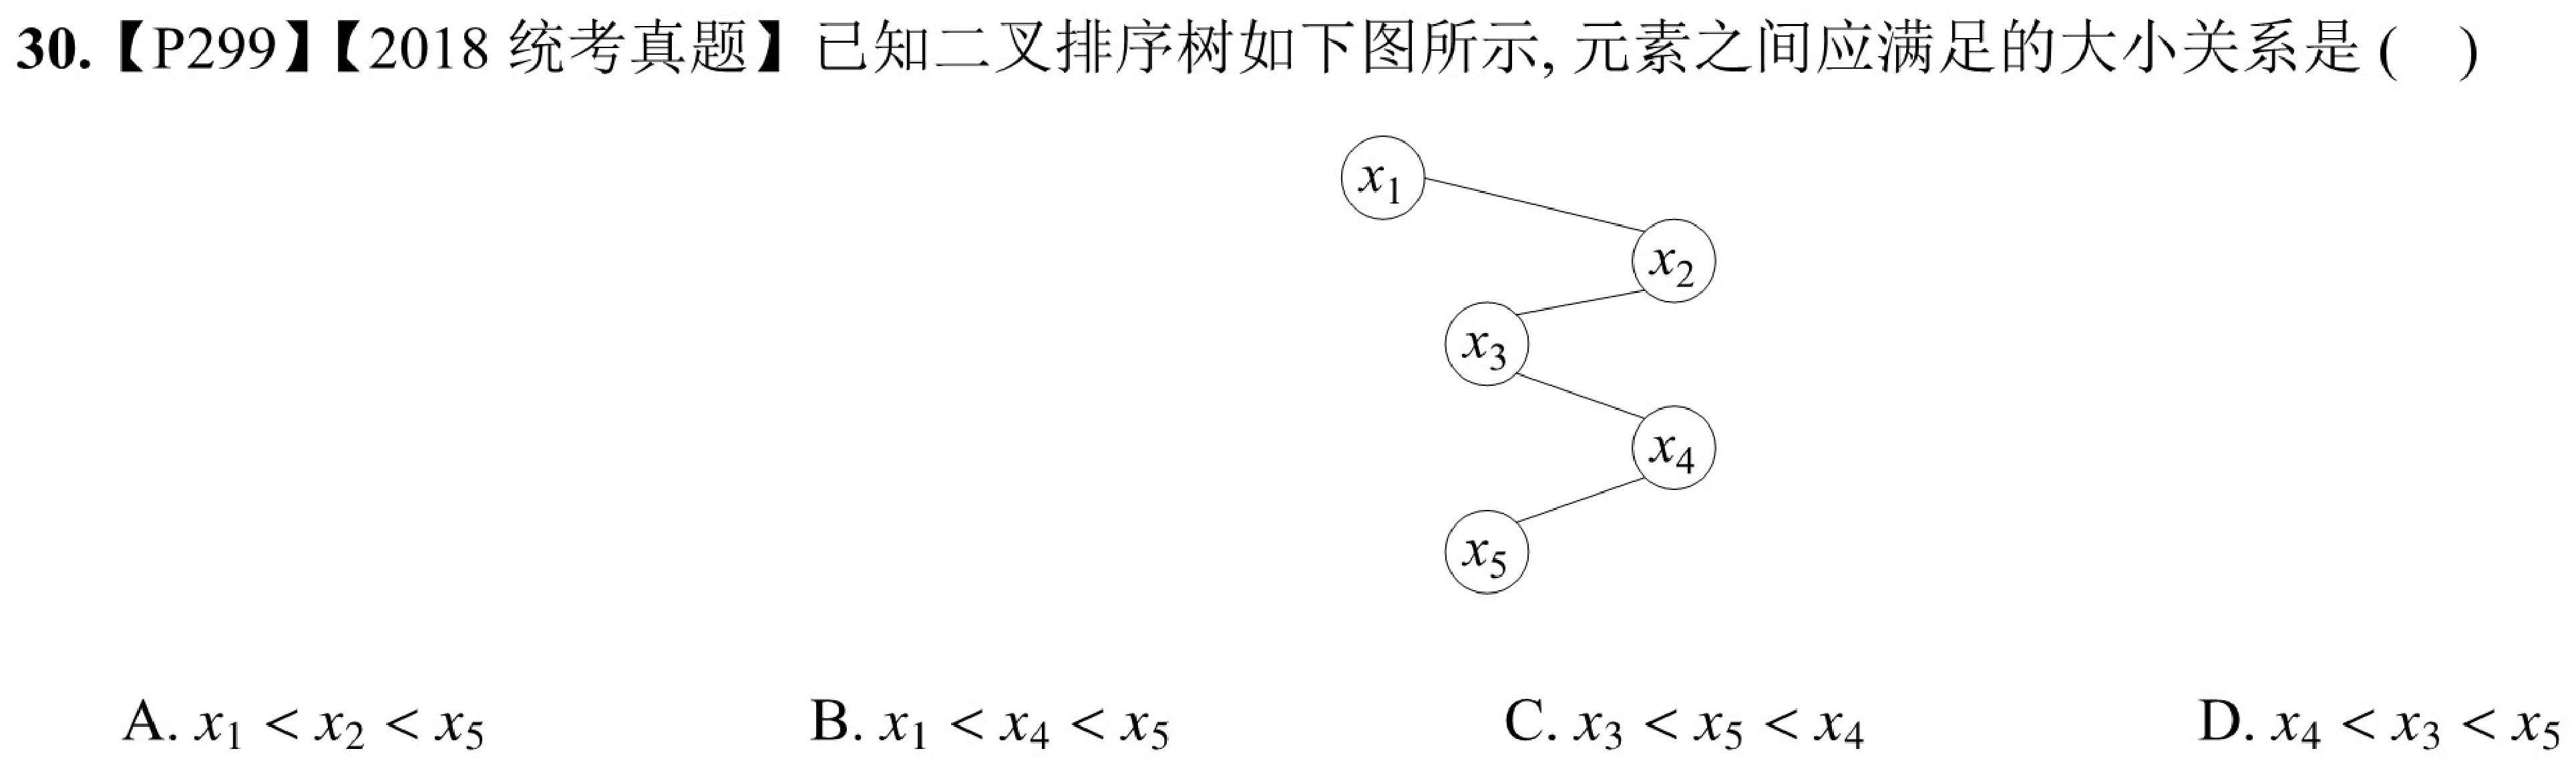 30.【P299】【2018 统考真题】已知二叉排序树如下图所示, 元素之间应满足的大小关系是 ( )
x1
x2
x3
x4
x5
A. x1 < x2 < x5 B. x1 < x4 < x5 C. x3 < x5 < x4 D. x4 < x3 < x5